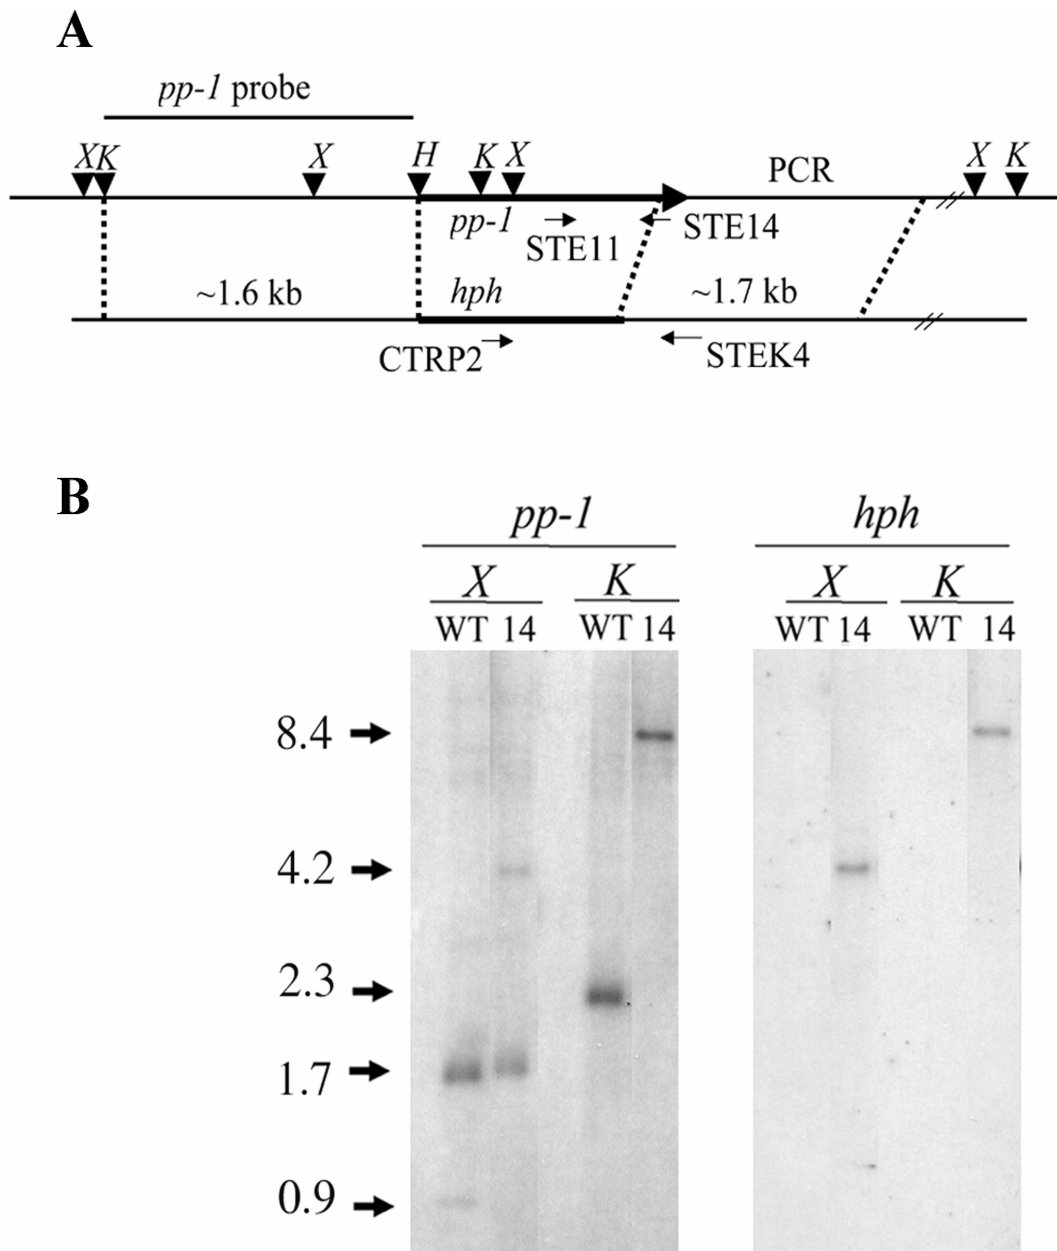 A
pp-1 probe
XK X H K X PCR X K
pp-1 STE14
STE11
~1.6 kb hph ~1.7 kb
CTRP2 STEK4
B
pp-1 hph
X K X K
WT 14 WT 14 WT 14 WT 14
8.4
4.2
2.3
1.7
0.9